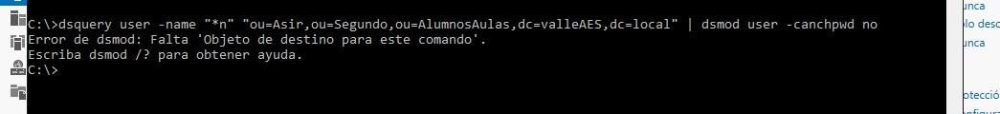 C:\>dsquery user -name "*n" "ou=Asir,ou=Segundo,ou=AlumnosAulas,dc=valleAES,dc=local" | dsmod user -canchpwd no
Error de dsmod: Falta 'Objeto de destino para este comando'.
Escriba dsmod /? para obtener ayuda.
C:\>
unca
lo desc
unca
otecció
onfigura